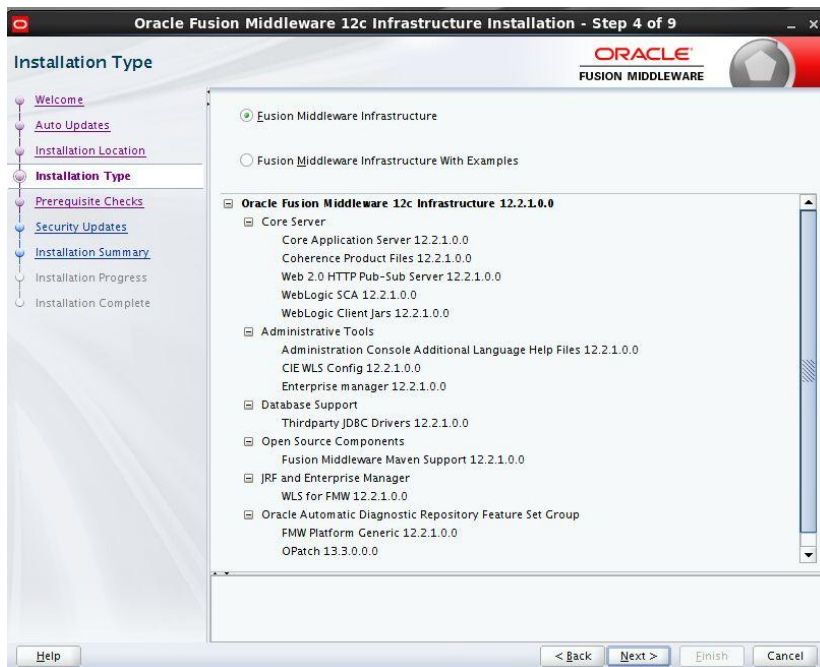 Oracle Fusion Middleware 12c Infrastructure Installation - Step 4 of 9
Installation Type
ORACLE
FUSION MIDDLEWARE
Welcome
Auto Updates
Installation Location
Installation Type
Prerequisite Checks
Security Updates
Installation Summary
Installation Progress
Installation Complete
Fusion Middleware Infrastructure
Fusion Middleware Infrastructure With Examples
Oracle Fusion Middleware 12c Infrastructure 12.2.1.0.0
Core Server
Core Application Server 12.2.1.0.0
Coherence Product Files 12.2.1.0.0
Web 2.0 HTTP Pub-Sub Server 12.2.1.0.0
WebLogic SCA 12.2.1.0.0
WebLogic Client Jars 12.2.1.0.0
Administrative Tools
Administration Console Additional Language Help Files 12.2.1.0.0
CIE WLS Config 12.2.1.0.0
Enterprise manager 12.2.1.0.0
Database Support
Thirdparty JDBC Drivers 12.2.1.0.0
Open Source Components
Fusion Middleware Maven Support 12.2.1.0.0
JRF and Enterprise Manager
WLS for FMW 12.2.1.0.0
Oracle Automatic Diagnostic Repository Feature Set Group
FMW Platform Generic 12.2.1.0.0
OPatch 13.3.0.0.0
Help
< Back
Next >
Finish
Cancel